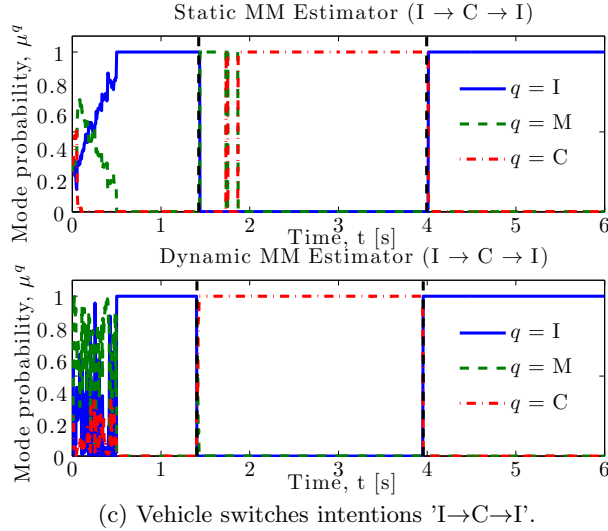 Static MM Estimator (I → C → I)
Mode probability, μ^q
1
0.8
0.6
0.4
0.2
0
q = I
q = M
q = C
0 1 2 3 4 5 6
Time, t [s]
Dynamic MM Estimator (I → C → I)
Mode probability, μ^q
1
0.8
0.6
0.4
0.2
0
q = I
q = M
q = C
0 1 2 3 4 5 6
Time, t [s]
(c) Vehicle switches intentions 'I→C→I'.